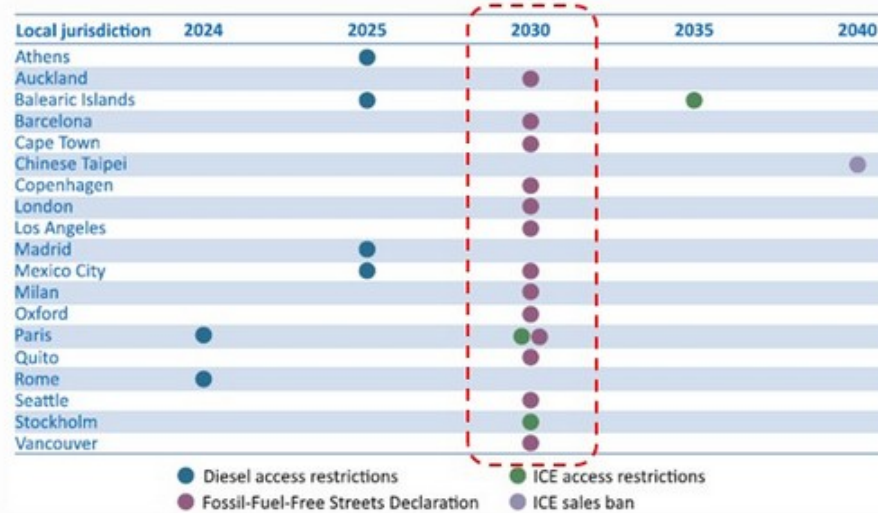 Local jurisdiction 2024 2025 2030 2035 2040
Athens
Auckland
Balearic Islands
Barcelona
Cape Town
Chinese Taipei
Copenhagen
London
Los Angeles
Madrid
Mexico City
Milan
Oxford
Paris
Quito
Rome
Seattle
Stockholm
Vancouver
Diesel access restrictions ICE access restrictions
Fossil-Fuel-Free Streets Declaration ICE sales ban